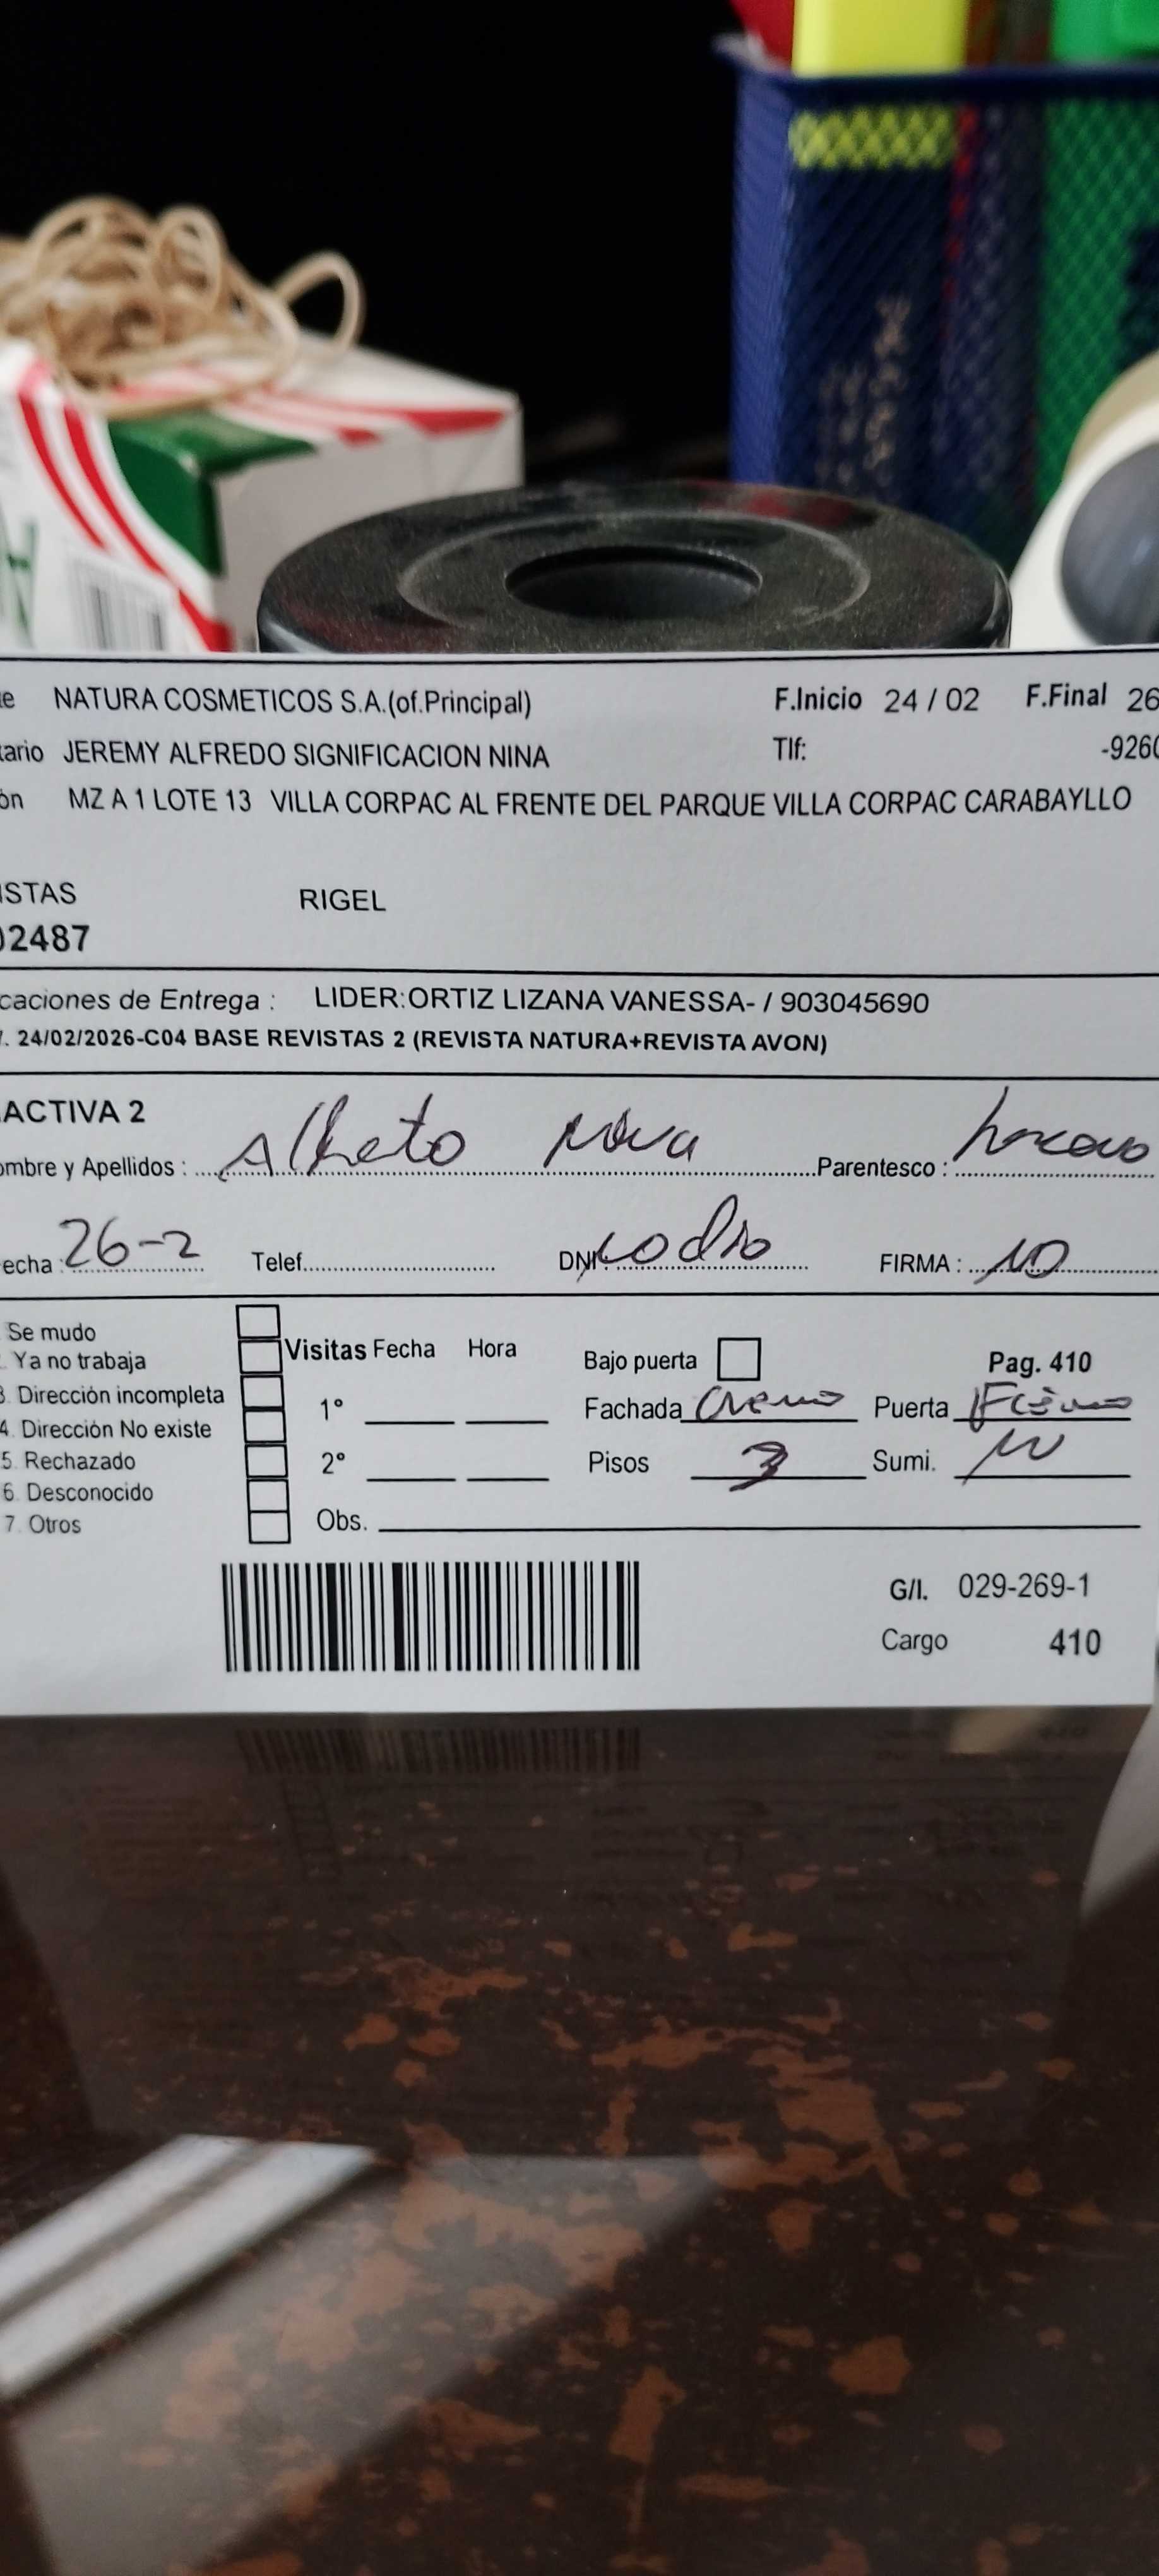 te NATURA COSMETICOS S.A.(of.Principal) F.Inicio 24 / 02 F.Final 26
tario JEREMY ALFREDO SIGNIFICACION NINA Tlf: -9260
ón MZ A 1 LOTE 13 VILLA CORPAC AL FRENTE DEL PARQUE VILLA CORPAC CARABAYLLO
ISTAS RIGEL
02487
caciones de Entrega : LIDER:ORTIZ LIZANA VANESSA- / 903045690
. 24/02/2026-C04 BASE REVISTAS 2 (REVISTA NATURA+REVISTA AVON)
ACTIVA 2
ombre y Apellidos : Parentesco :
echa : 26-2 Telef. DNI: FIRMA :
Se mudo
Ya no trabaja Visitas Fecha Hora Bajo puerta Pag. 410
3. Dirección incompleta 1° Fachada Puerta
4. Dirección No existe
5. Rechazado 2° Pisos 3 Sumi.
6. Desconocido
7. Otros Obs.
G/I. 029-269-1
Cargo 410